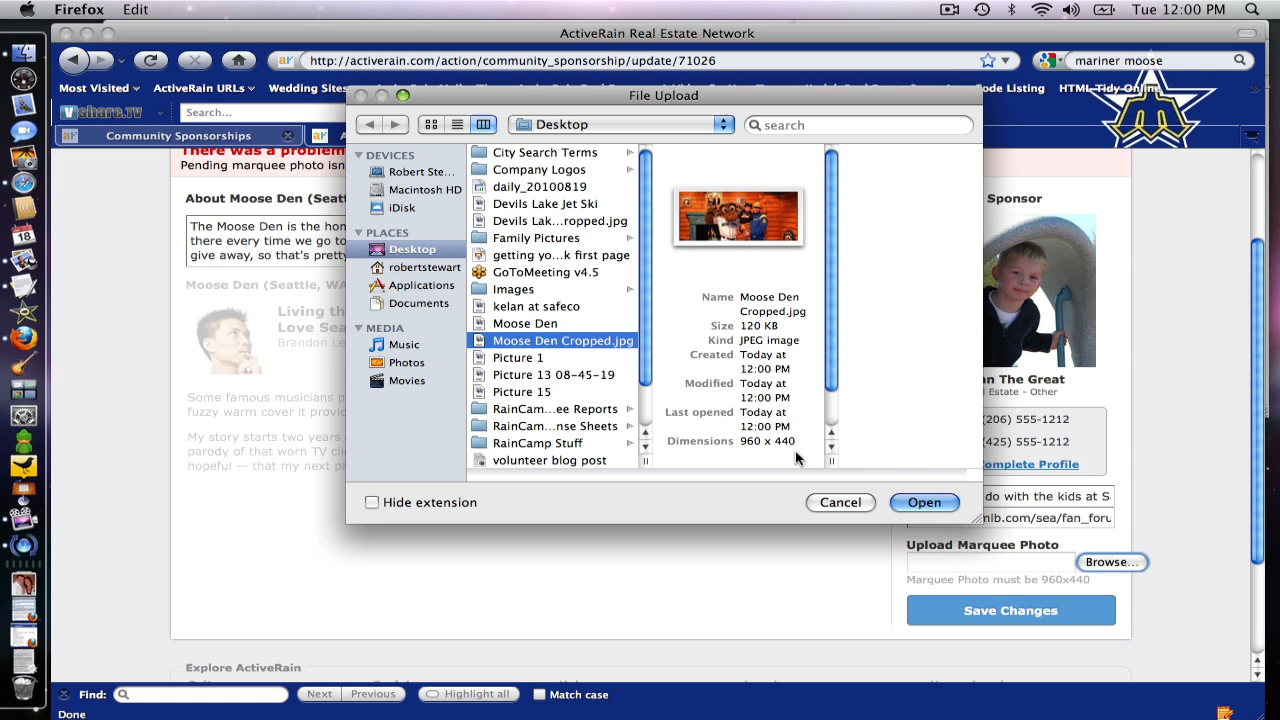 Firefox Edit Tue 12:00 PM
ActiveRain Real Estate Network
http://activerain.com/action/community_sponsorship/update/71026
mariner moose
Most Visited ActiveRain URLs Wedding Sites Code Listing HTML Tidy Online
Vshare.tv Search...
Community Sponsorships
File Upload
Desktop
search
There was a problem
Pending marquee photo isn
About Moose Den (Seatt
The Moose Den is the hon
there every time we go to
give away, so that's pretty
Moose Den (Seattle, WA
Living th
Love Sea
Brandon Le
Some famous musicians p
fuzzy warm cover it provid
My story starts two years
parody of that worn TV clic
hopeful — that my next pa
DEVICES
Robert Ste...
Macintosh HD
iDisk
PLACES
Desktop
robertstewart
Applications
Documents
MEDIA
Music
Photos
Movies
City Search Terms
Company Logos
daily_20100819
Devils Lake Jet Ski
Devils Lak...ropped.jpg
Family Pictures
getting yo...k first page
GoToMeeting v4.5
Images
kelan at safeco
Moose Den
Moose Den Cropped.jpg
Picture 1
Picture 13 08-45-19
Picture 15
RainCam...ee Reports
RainCam...nse Sheets
RainCamp Stuff
volunteer blog post
Name Moose Den
Cropped.jpg
Size 120 KB
Kind JPEG image
Created Today at
12:00 PM
Modified Today at
12:00 PM
Last opened Today at
12:00 PM
Dimensions 960 x 440
Hide extension
Cancel
Open
Sponsor
an The Great
l Estate - Other
(206) 555-1212
(425) 555-1212
Complete Profile
do with the kids at S
nlb.com/sea/fan_foru
Upload Marquee Photo
Browse...
Marquee Photo must be 960x440
Save Changes
Explore ActiveRain
Find: Next Previous Highlight all Match case
Done